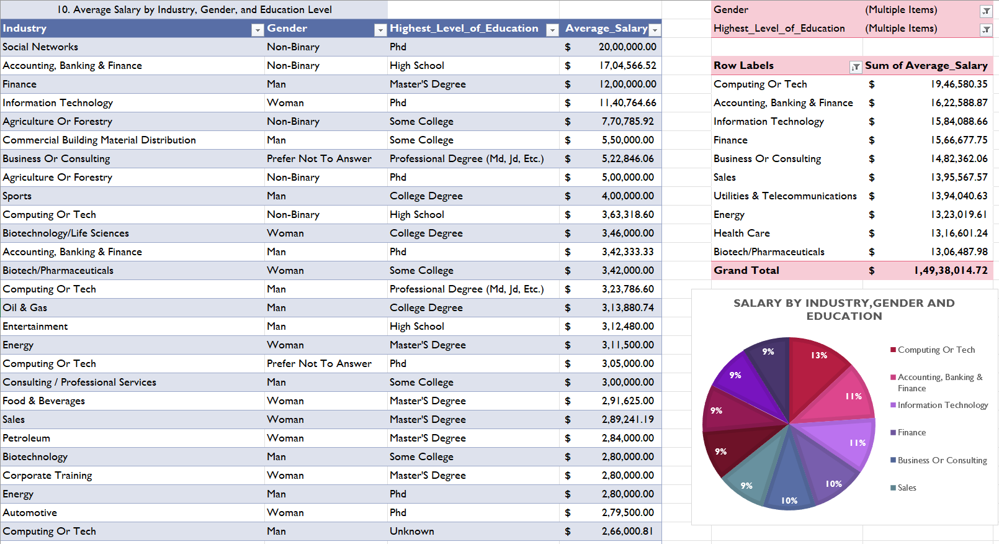 10. Average Salary by Industry, Gender, and Education Level
Industry Gender Highest_Level_of_Education Average_Salary
Social Networks Non-Binary Phd $ 20,00,000.00
Accounting, Banking & Finance Non-Binary High School $ 17,04,566.52
Finance Man Master'S Degree $ 12,00,000.00
Information Technology Woman Phd $ 11,40,764.66
Agriculture Or Forestry Non-Binary Some College $ 7,70,785.92
Commercial Building Material Distribution Man Some College $ 5,50,000.00
Business Or Consulting Prefer Not To Answer Professional Degree (Md, Jd, Etc.) $ 5,22,846.06
Agriculture Or Forestry Non-Binary Phd $ 5,00,000.00
Sports Man College Degree $ 4,00,000.00
Computing Or Tech Non-Binary High School $ 3,63,318.60
Biotechnology/Life Sciences Woman College Degree $ 3,46,000.00
Accounting, Banking & Finance Man Phd $ 3,42,333.33
Biotech/Pharmaceuticals Woman Some College $ 3,42,000.00
Computing Or Tech Man Professional Degree (Md, Jd, Etc.) $ 3,23,786.60
Oil & Gas Man College Degree $ 3,13,880.74
Entertainment Man High School $ 3,12,480.00
Energy Woman Master'S Degree $ 3,11,500.00
Computing Or Tech Prefer Not To Answer Phd $ 3,05,000.00
Consulting / Professional Services Man Some College $ 3,00,000.00
Food & Beverages Woman Master'S Degree $ 2,91,625.00
Sales Woman Master'S Degree $ 2,89,241.19
Petroleum Woman Master'S Degree $ 2,84,000.00
Biotechnology Man Some College $ 2,80,000.00
Corporate Training Woman Master'S Degree $ 2,80,000.00
Energy Man Phd $ 2,80,000.00
Automotive Woman Phd $ 2,79,500.00
Computing Or Tech Man Unknown $ 2,66,000.81
Gender (Multiple Items)
Highest_Level_of_Education (Multiple Items)
Row Labels Sum of Average_Salary
Computing Or Tech $ 19,46,580.35
Accounting, Banking & Finance $ 16,22,588.87
Information Technology $ 15,84,088.66
Finance $ 15,66,677.75
Business Or Consulting $ 14,82,362.06
Sales $ 13,95,567.57
Utilities & Telecommunications $ 13,94,040.63
Energy $ 13,23,019.61
Health Care $ 13,16,601.24
Biotech/Pharmaceuticals $ 13,06,487.98
Grand Total $ 1,49,38,014.72
SALARY BY INDUSTRY,GENDER AND
EDUCATION
13%
11%
11%
10%
10%
9%
9%
9%
9%
9%
Computing Or Tech
Accounting, Banking &
Finance
Information Technology
Finance
Business Or Consulting
Sales